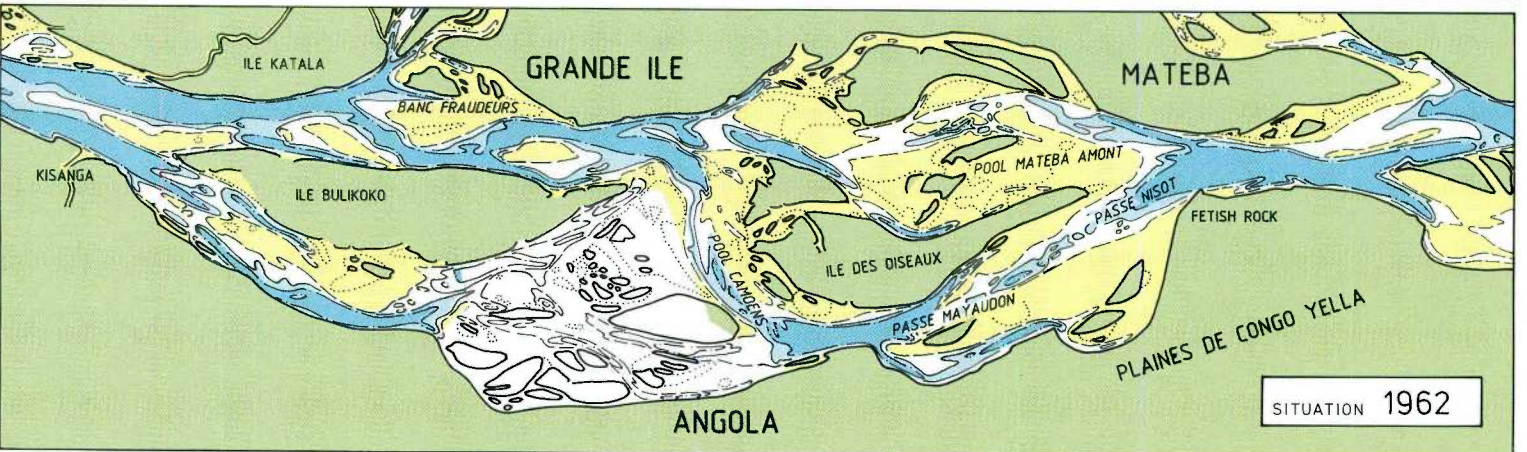 ILE KATALA
GRANDE ILE
MATEBA
BANC FRAUDEURS
KISANGA
ILE BULIKOKO
POOL MATEBA AMONT
PASSE NISOT
FETISH ROCK
POOL CAMOENS
ILE DES OISEAUX
PASSE MAYAUDON
PLAINES DE CONGO YELLA
ANGOLA
SITUATION 1962